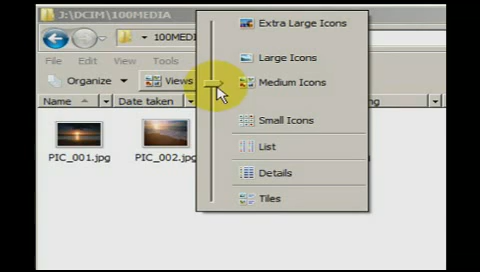 J:\DCIM\100MEDIA
100MEDI
File Edit View Tools
Organize Views
Name Date taken
PIC_001.jpg PIC_002.jpg
Extra Large Icons
Large Icons
Medium Icons
Small Icons
List
Details
Tiles